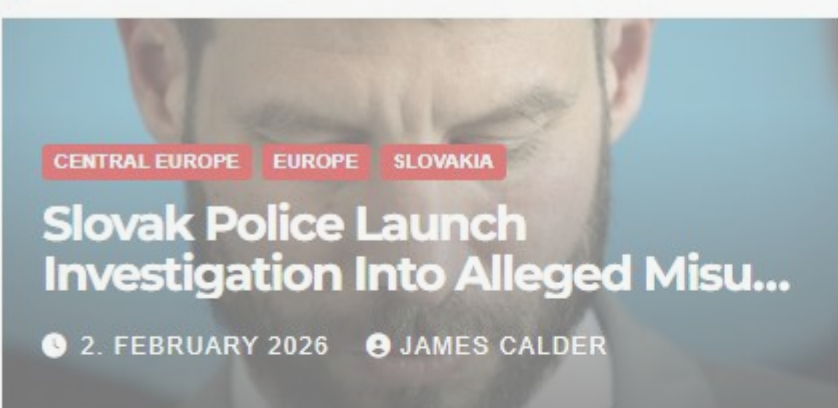 CENTRAL EUROPE EUROPE SLOVAKIA
Slovak Police Launch
Investigation Into Alleged Misu...
2. FEBRUARY 2026 JAMES CALDER